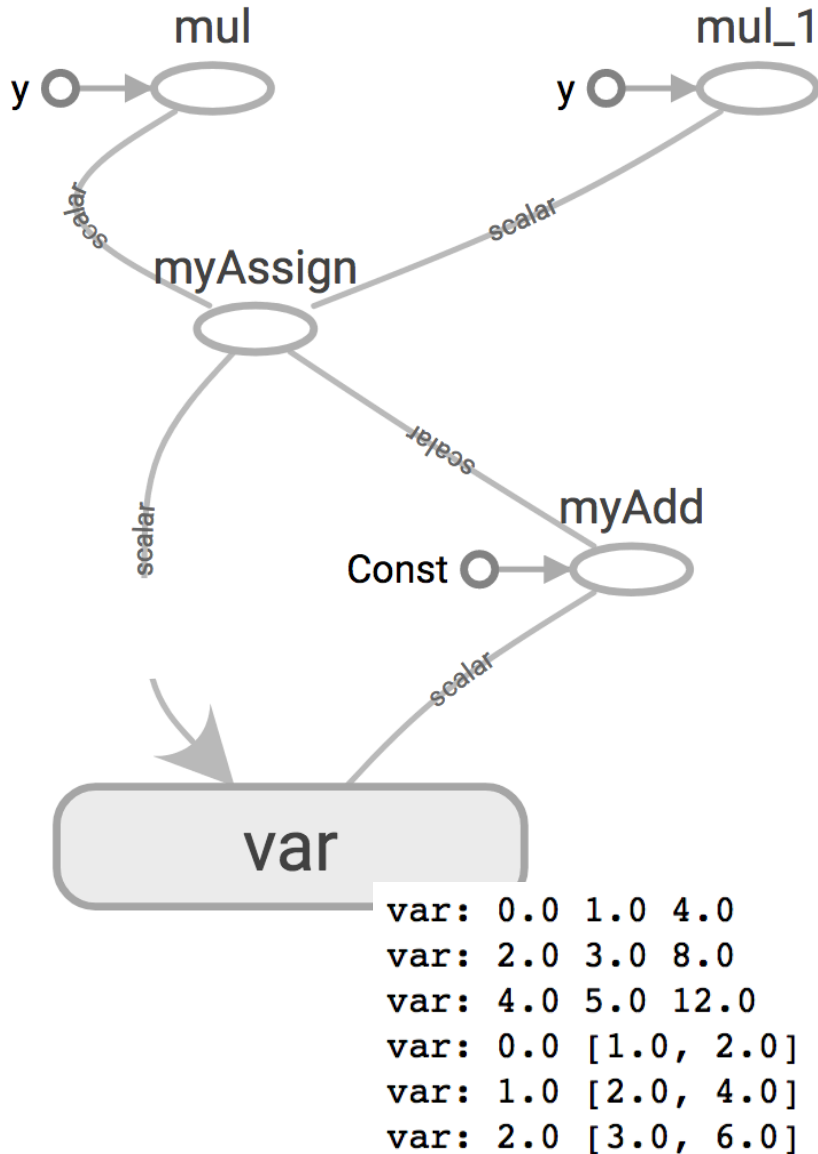 mul
mul_1
y
y
scalar
scalar
myAssign
scalar
scalar
myAdd
Const
scalar
var
var: 0.0 1.0 4.0
var: 2.0 3.0 8.0
var: 4.0 5.0 12.0
var: 0.0 [1.0, 2.0]
var: 1.0 [2.0, 4.0]
var: 2.0 [3.0, 6.0]